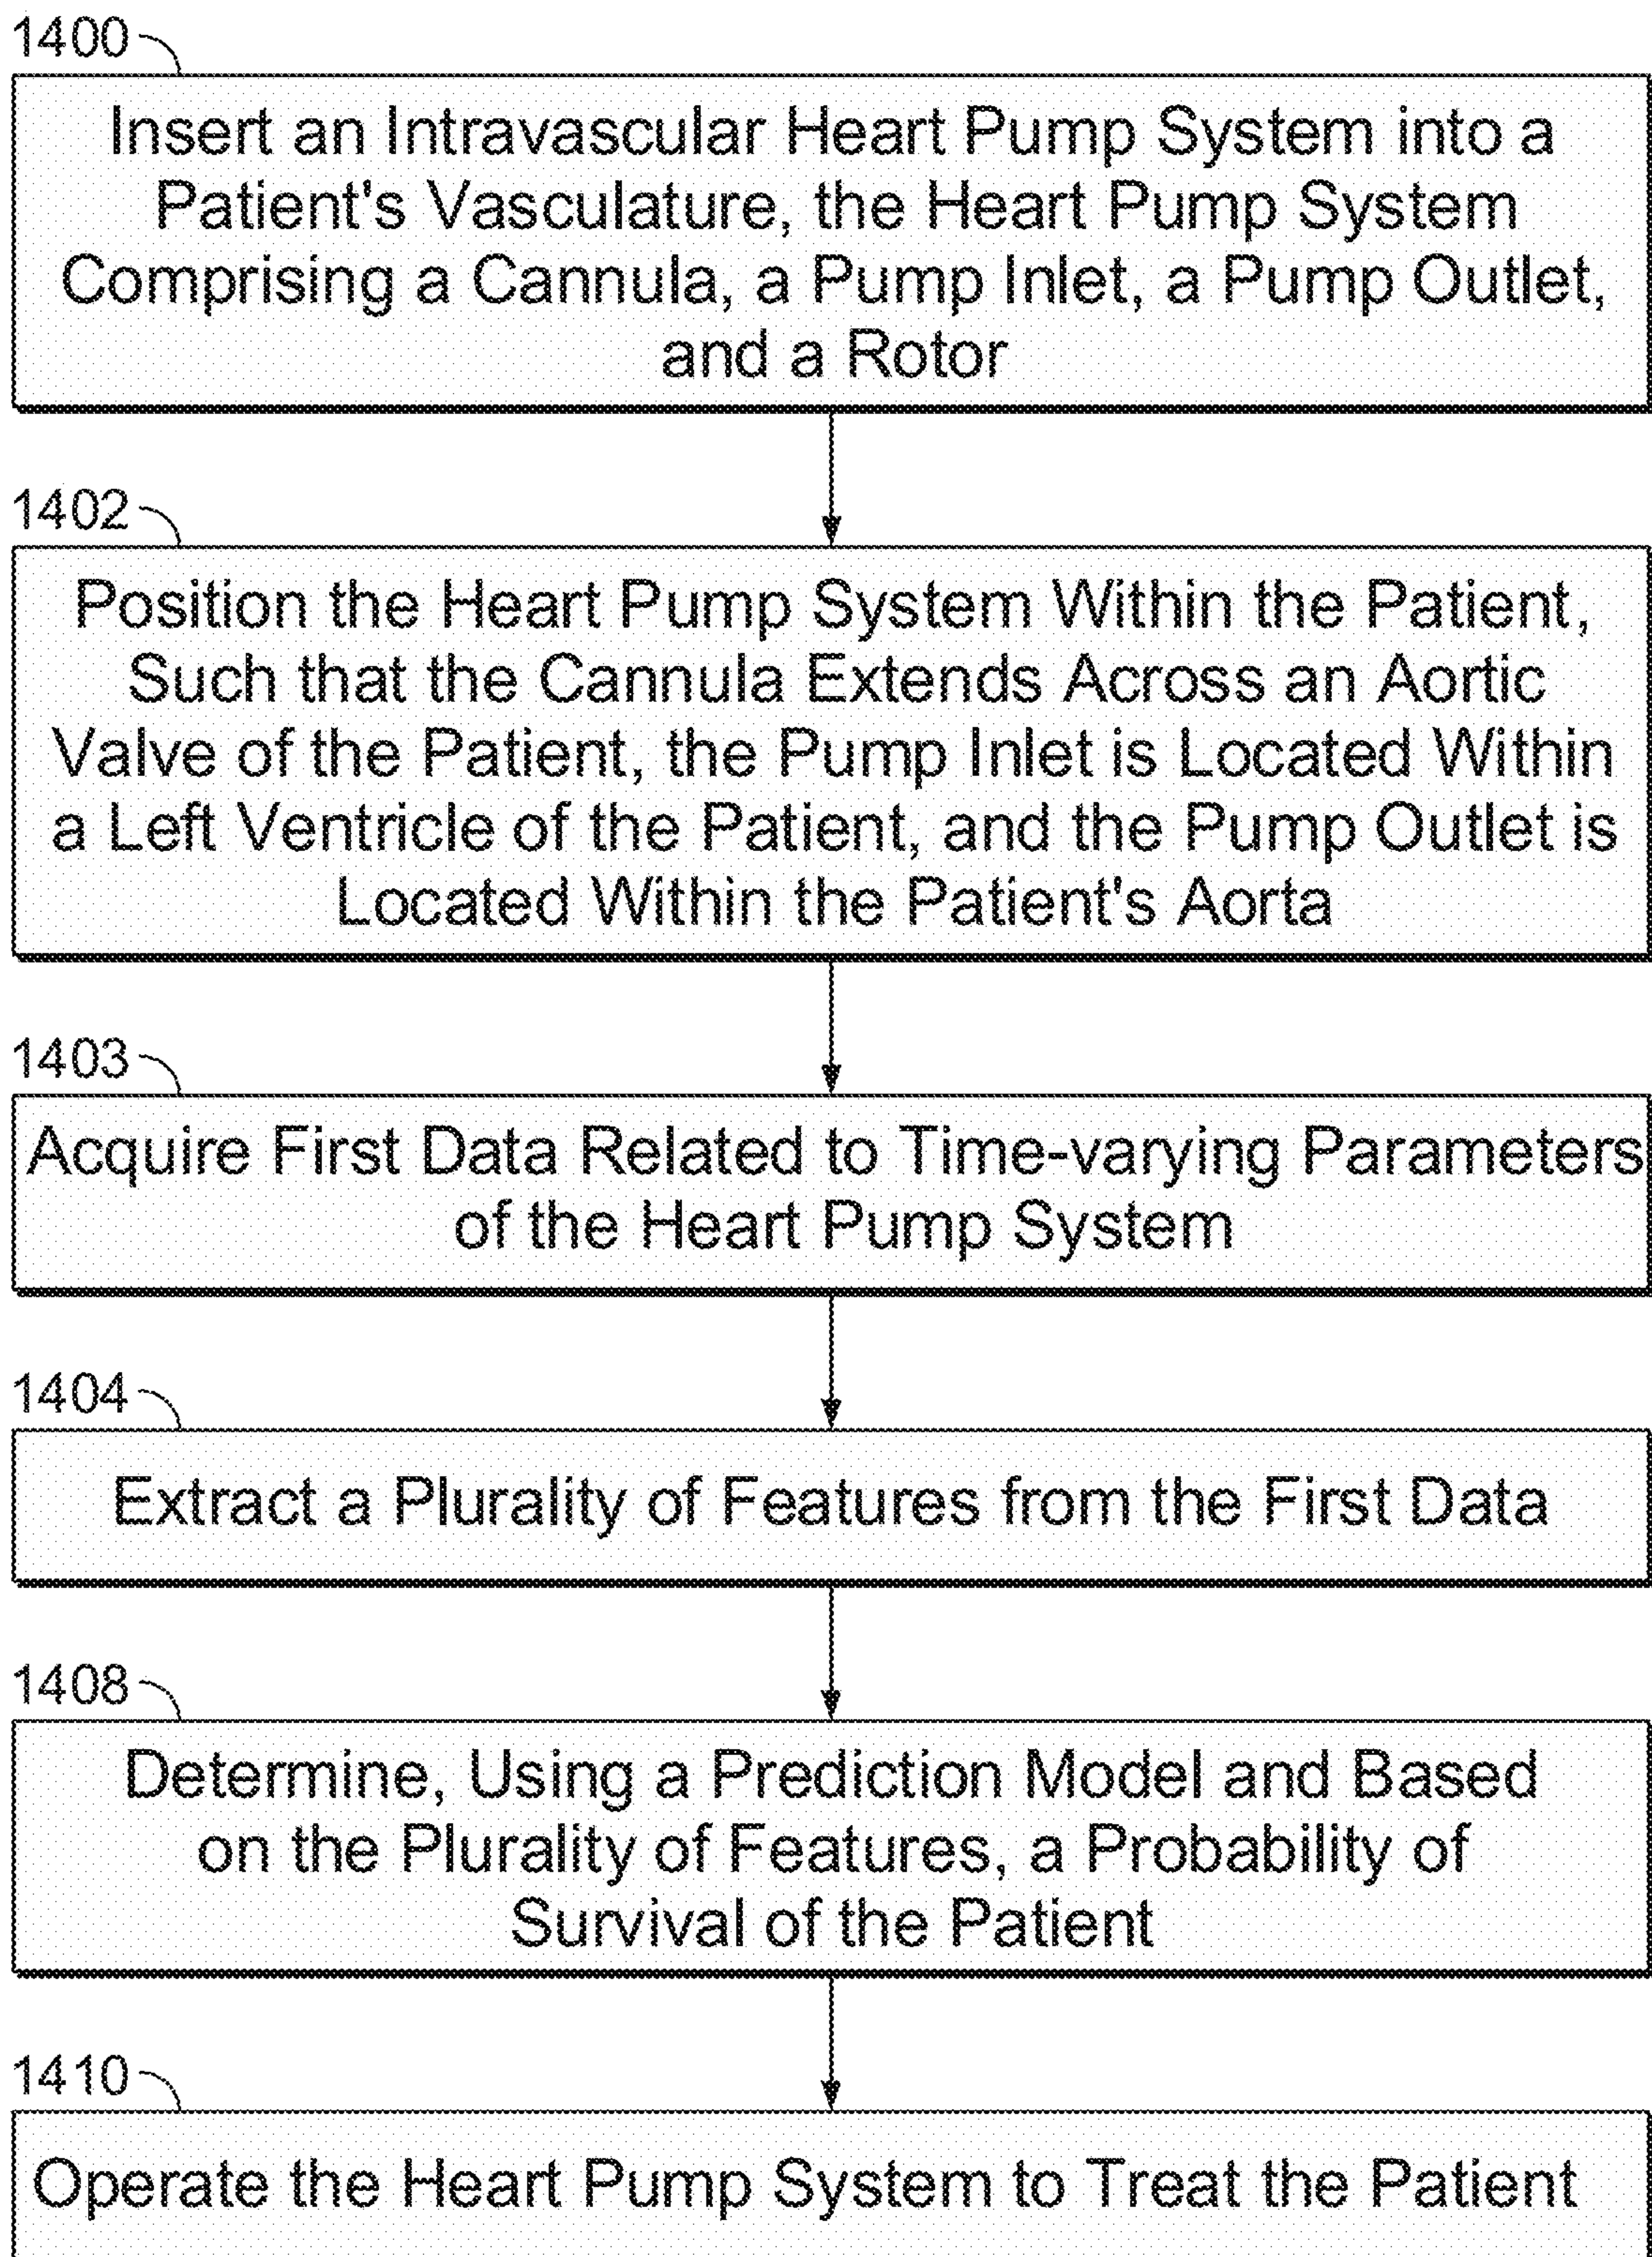 1400
Insert an Intravascular Heart Pump System into a
Patient's Vasculature, the Heart Pump System
Comprising a Cannula, a Pump Inlet, a Pump Outlet,
and a Rotor
1402
Position the Heart Pump System Within the Patient,
Such that the Cannula Extends Across an Aortic
Valve of the Patient, the Pump Inlet is Located Within
a Left Ventricle of the Patient, and the Pump Outlet is
Located Within the Patient's Aorta
1403
Acquire First Data Related to Time-varying Parameters
of the Heart Pump System
1404
Extract a Plurality of Features from the First Data
1408
Determine, Using a Prediction Model and Based
on the Plurality of Features, a Probability of
Survival of the Patient
1410
Operate the Heart Pump System to Treat the Patient